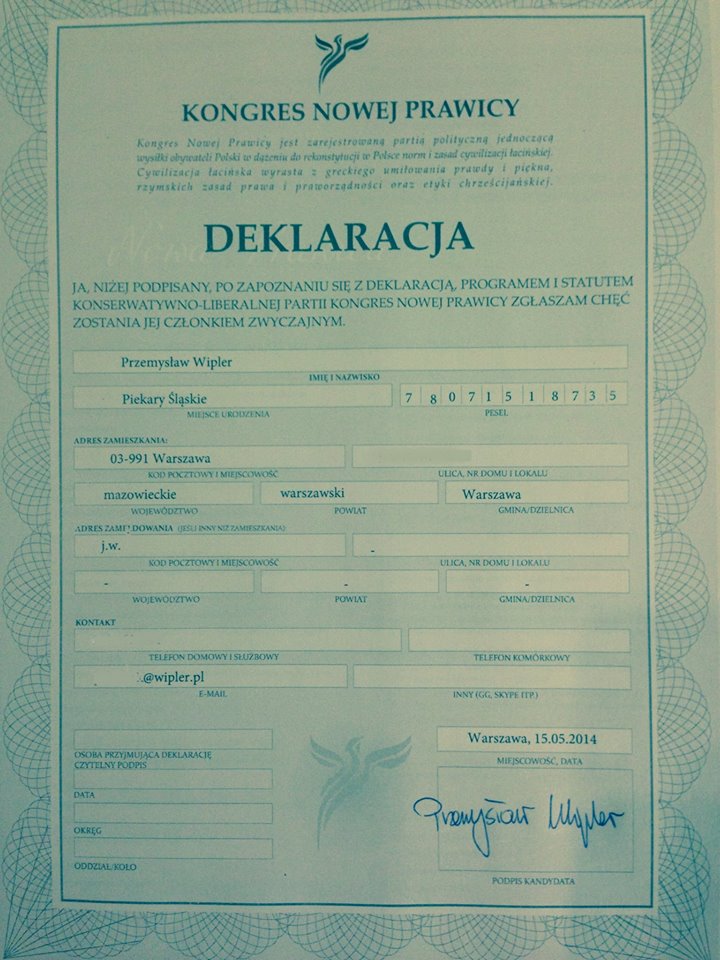 KONGRES NOWEJ PRAWICY
Kongres Nowej Prawicy jest zarejestrowaną partią polityczną jednoczącą
wysiłki obywateli Polski w dążeniu do rekonstytucji w Polsce norm i zasad cywilizacji łacińskiej.
Cywilizacja łacińska wyrasta z greckiego umiłowania prawdy i piękna,
rzymskich zasad prawa i praworządności oraz etyki chrześcijańskiej.
DEKLARACJA
JA, NIŻEJ PODPISANY, PO ZAPOZNANIU SIĘ Z DEKLARACJĄ, PROGRAMEM I STATUTEM
KONSERWATYWNO-LIBERALNEJ PARTII KONGRES NOWEJ PRAWICY ZGŁASZAM CHĘĆ
ZOSTANIA JEJ CZŁONKIEM ZWYCZAJNYM.
Przemysław Wipler
IMIĘ I NAZWISKO
Piekary Śląskie 7 8 0 7 1 5 1 8 7 3 5
MIEJSCE URODZENIA PESEL
ADRES ZAMIESZKANIA:
03-991 Warszawa
KOD POCZTOWY I MIEJSCOWOŚĆ ULICA, NR DOMU I LOKALU
mazowieckie warszawski Warszawa
WOJEWÓDZTWO POWIAT GMINA/DZIELNICA
ADRES ZAMELDOWANIA (JEŚLI INNY NIŻ ZAMIESZKANIA)
j.w. -
KOD POCZTOWY I MIEJSCOWOŚĆ ULICA, NR DOMU I LOKALU
- - -
WOJEWÓDZTWO POWIAT GMINA/DZIELNICA
KONTAKT
TELEFON DOMOWY I SŁUŻBOWY TELEFON KOMÓRKOWY
@wipler.pl
E-MAIL INNY (GG, SKYPE ITP.)
Warszawa, 15.05.2014
MIEJSCOWOŚĆ, DATA
OSOBA PRZYJMUJĄCA DEKLARACJĘ
CZYTELNY PODPIS
DATA
Przemysław Wipler
OKRĘG
ODDZIAŁ/KOŁO
PODPIS KANDYDATA